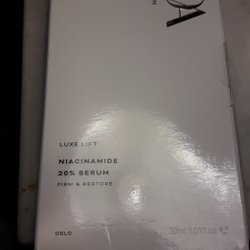 LUXE LIFT
NIACINAMIDE
20% SERUM
FIRM & RESTORE
OSLO
30ml 1.01fl.oz